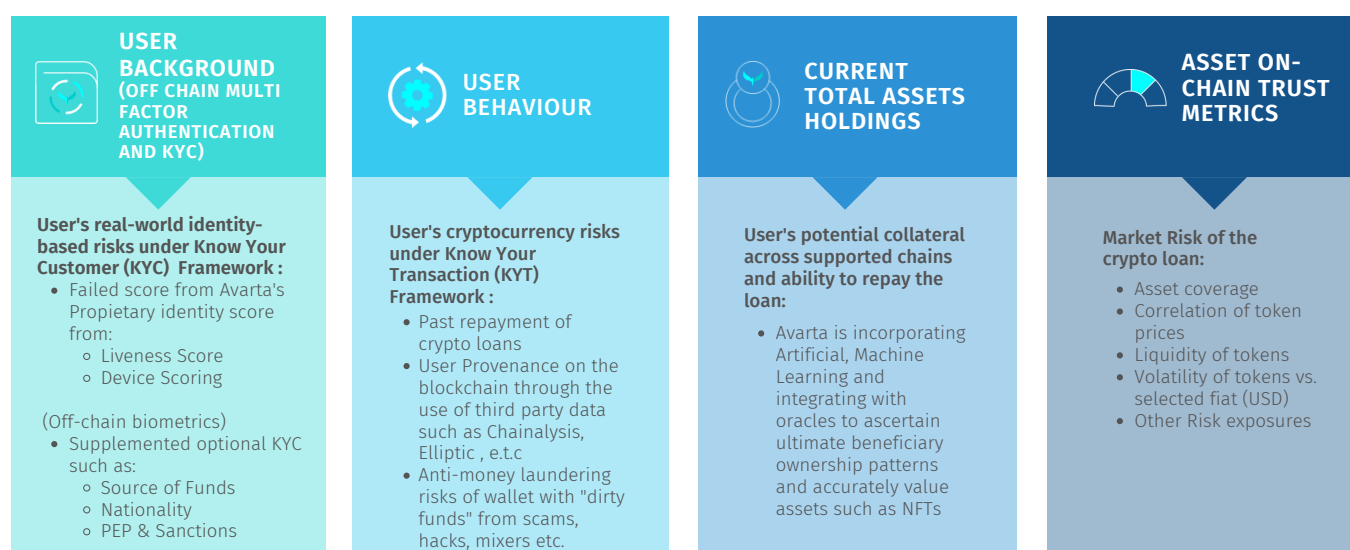 USER
BACKGROUND
(OFF CHAIN MULTI
FACTOR
AUTHENTICATION
AND KYC)
User's real-world identity-
based risks under Know Your
Customer (KYC) Framework :
• Failed score from Avarta's
Propietary identity score
from:
◦ Liveness Score
◦ Device Scoring
(Off-chain biometrics)
• Supplemented optional KYC
such as:
◦ Source of Funds
◦ Nationality
◦ PEP & Sanctions
USER
BEHAVIOUR
User's cryptocurrency risks
under Know Your
Transaction (KYT)
Framework :
• Past repayment of
crypto loans
• User Provenance on the
blockchain through the
use of third party data
such as Chainalysis,
Elliptic , e.t.c
• Anti-money laundering
risks of wallet with "dirty
funds" from scams,
hacks, mixers etc.
CURRENT
TOTAL ASSETS
HOLDINGS
User's potential collateral
across supported chains
and ability to repay the
loan:
• Avarta is incorporating
Artificial, Machine
Learning and
integrating with
oracles to ascertain
ultimate beneficiary
ownership patterns
and accurately value
assets such as NFTs
ASSET ON-
CHAIN TRUST
METRICS
Market Risk of the
crypto loan:
• Asset coverage
• Correlation of token
prices
• Liquidity of tokens
• Volatility of tokens vs.
selected fiat (USD)
• Other Risk exposures